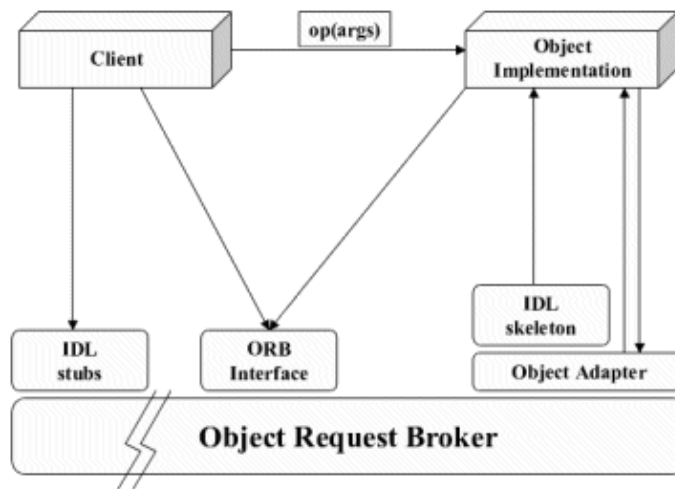 op(args)
Client
Object
Implementation
IDL
skeleton
IDL
stubs
ORB
Interface
Object Adapter
Object Request Broker